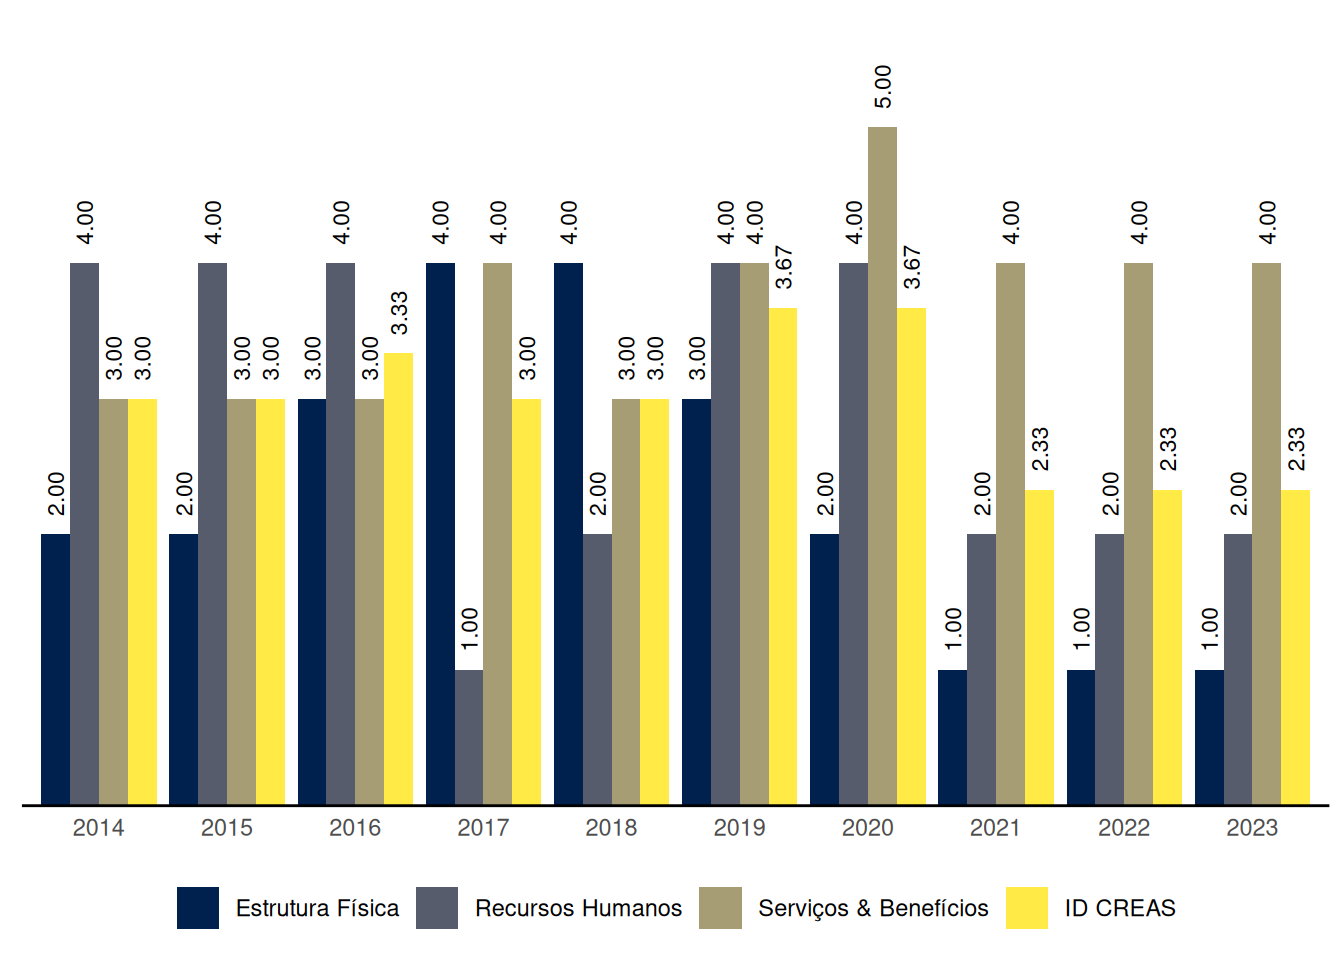 5.00
4.00 4.00 4.00 4.00 4.00 4.00 4.00 4.00 4.00 4.00 4.00 4.00
3.67 3.67
3.33
3.00 3.00 3.00 3.00 3.00 3.00 3.00 3.00 3.00 3.00
2.33 2.33 2.33
2.00 2.00 2.00 2.00 2.00 2.00 2.00
1.00 1.00 1.00 1.00
2014 2015 2016 2017 2018 2019 2020 2021 2022 2023
Estrutura Física Recursos Humanos Serviços & Benefícios ID CREAS